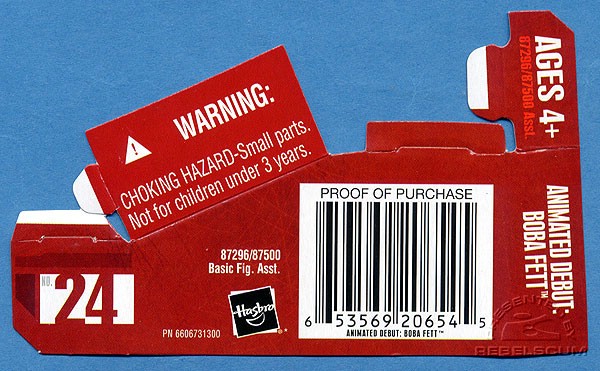 WARNING:
CHOKING HAZARD-Small parts.
Not for children under 3 years.
AGES 4+
87296/87500 Asst.
ANIMATED DEBUT:
BOBA FETT™
PROOF OF PURCHASE
6 53569 20654 5
ANIMATED DEBUT: BOBA FETT™
87296/87500
Basic Fig. Asst.
Hasbro
®*
NO. 24
PN 6606731300
REBELSCUM